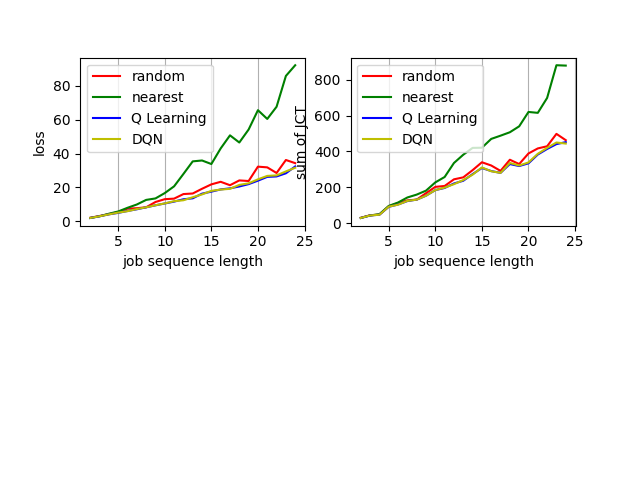 loss
80
60
40
20
0
random
nearest
Q Learning
DQN
5
10
15
20
25
job sequence length
sum of JCT
800
600
400
200
0
random
nearest
Q Learning
DQN
5
10
15
20
25
job sequence length